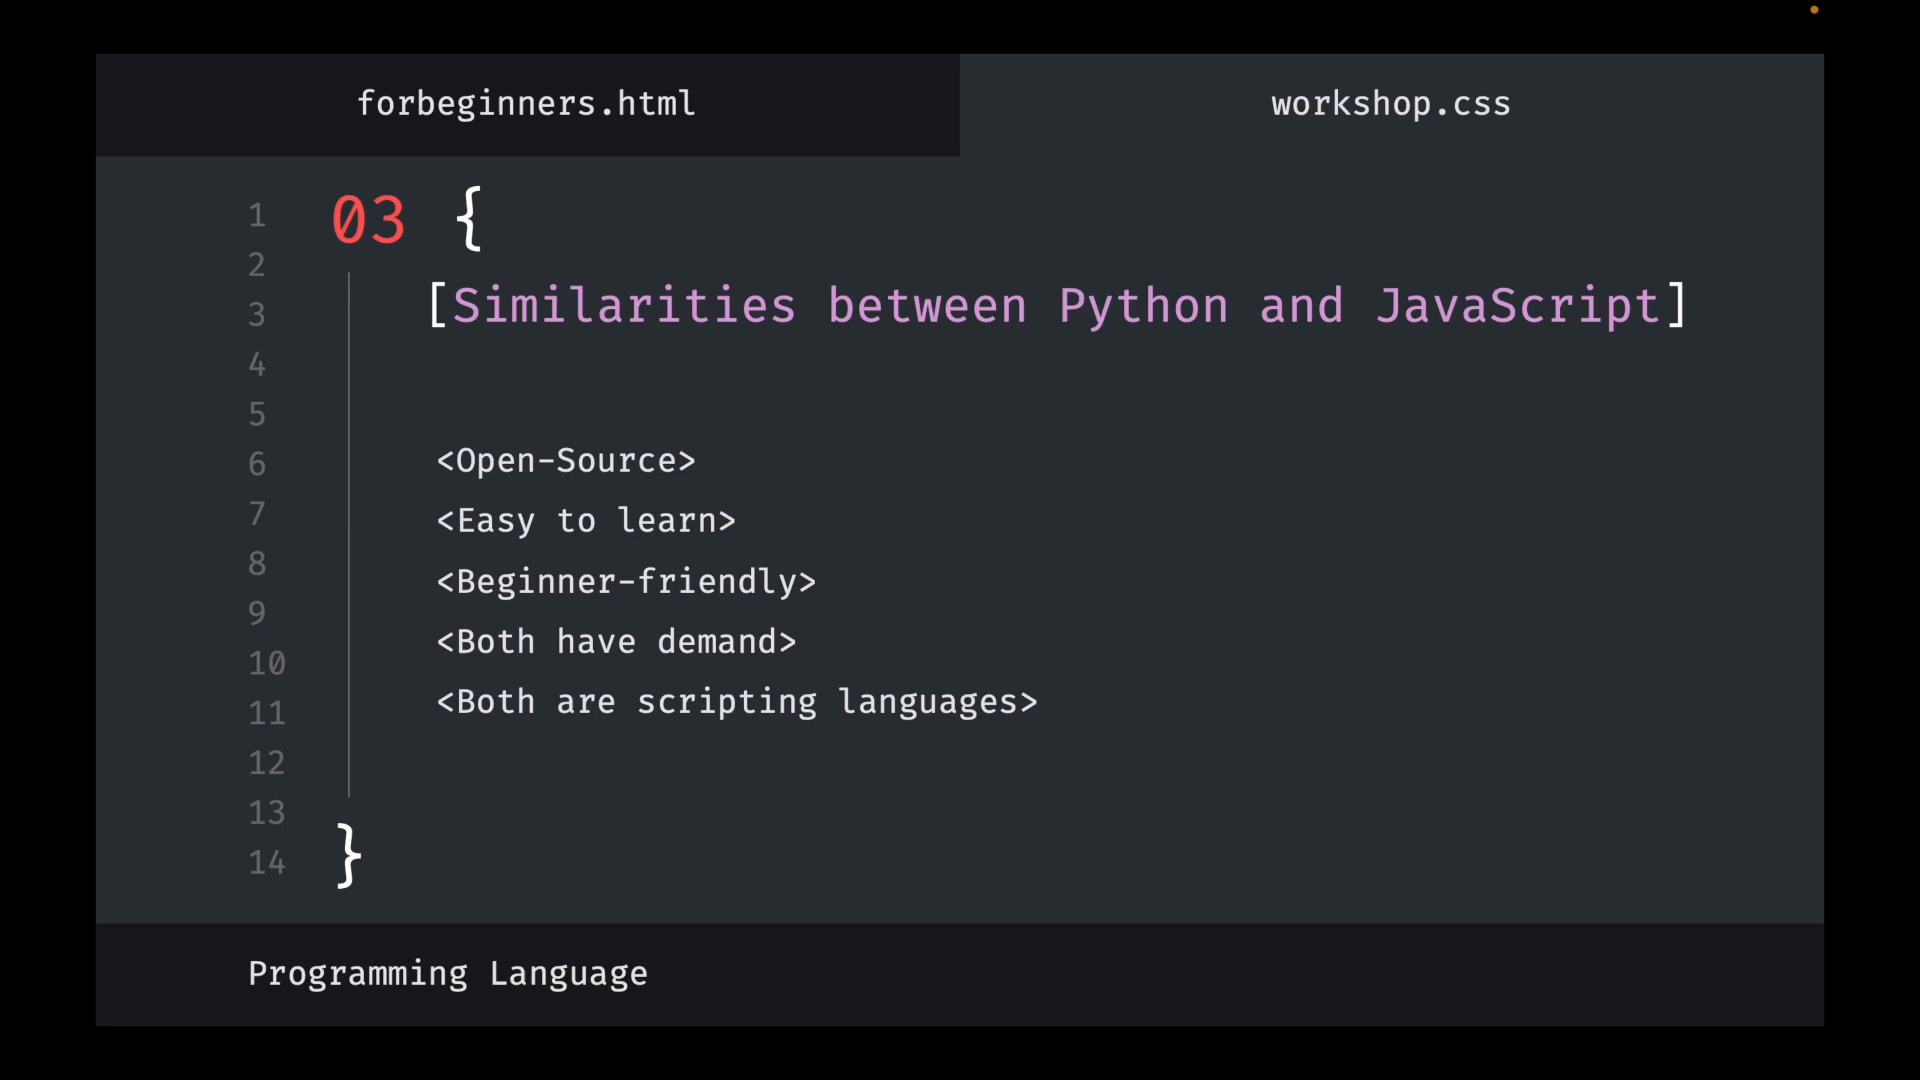 forbeginners.html
workshop.css
1
2
3
4
5
6
7
8
9
10
11
12
13
14
03 {
[Similarities between Python and JavaScript]
<Open-Source>
<Easy to learn>
<Beginner-friendly>
<Both have demand>
<Both are scripting languages>
}
Programming Language